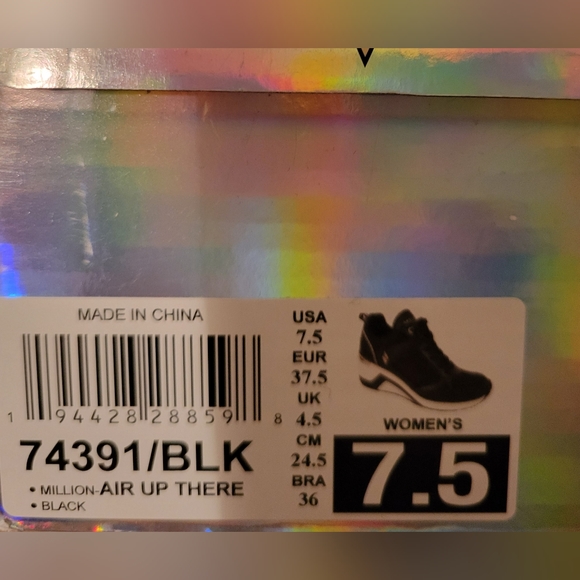 MADE IN CHINA
1 94428 28859 8
74391/BLK
• MILLION-AIR UP THERE
• BLACK
USA
7.5
EUR
37.5
UK
4.5
CM
24.5
BRA
36
WOMEN'S
7.5